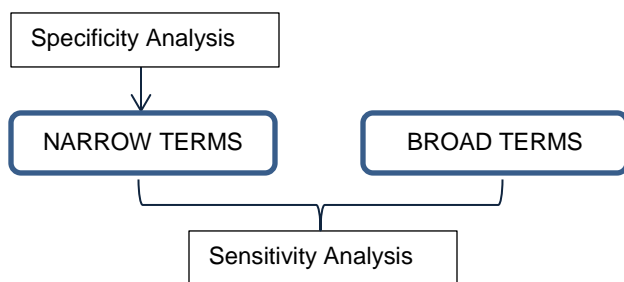 Specificity Analysis
NARROW TERMS
BROAD TERMS
Sensitivity Analysis